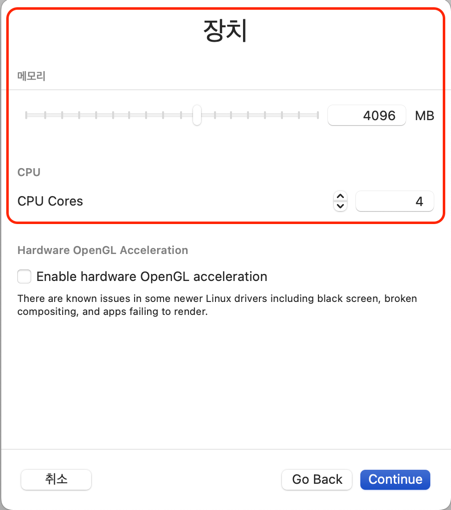 장치
메모리
4096 MB
CPU
CPU Cores 4
Hardware OpenGL Acceleration
Enable hardware OpenGL acceleration
There are known issues in some newer Linux drivers including black screen, broken
compositing, and apps failing to render.
취소 Go Back Continue